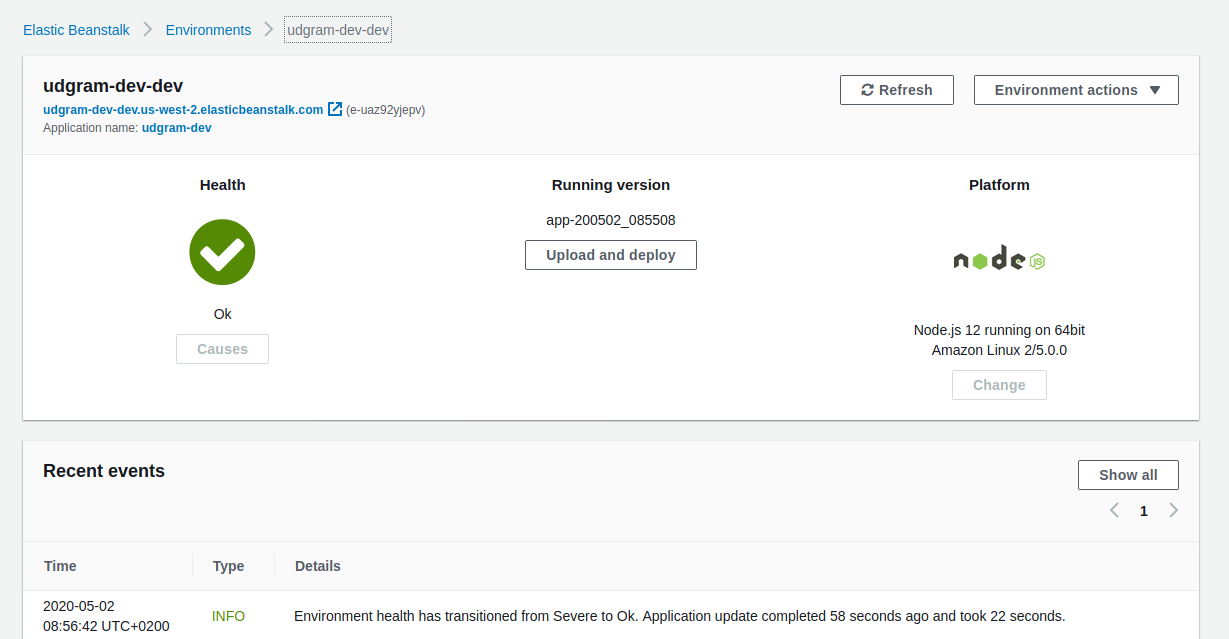 Elastic Beanstalk > Environments > udgram-dev-dev
udgram-dev-dev
Refresh
Environment actions
udgram-dev-dev.us-west-2.elasticbeanstalk.com (e-uaz92yjepv)
Application name: udgram-dev
Health
Running version
Platform
app-200502_085508
Upload and deploy
node JS
Ok
Causes
Node.js 12 running on 64bit
Amazon Linux 2/5.0.0
Change
Recent events
Show all
1
Time Type Details
2020-05-02
08:56:42 UTC+0200
INFO
Environment health has transitioned from Severe to Ok. Application update completed 58 seconds ago and took 22 seconds.